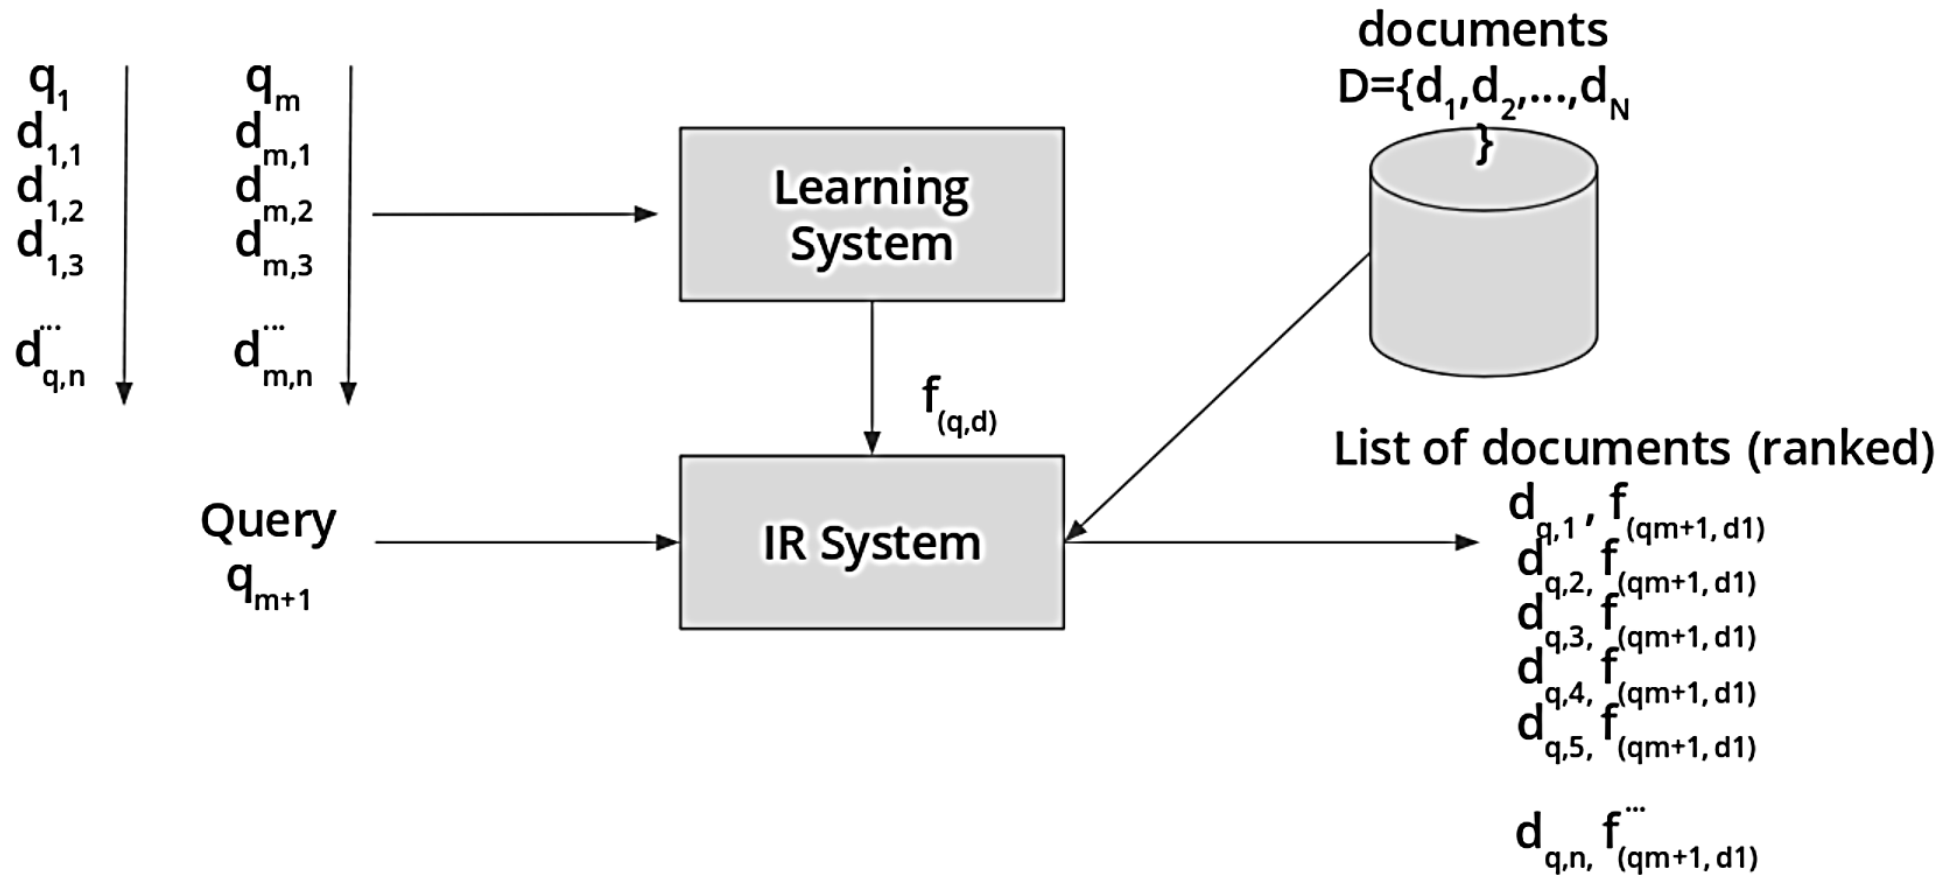 q1
d1,1
d1,2
d1,3
...
dq,n
qm
dm,1
dm,2
dm,3
...
dm,n
Learning
System
documents
D={d1,d2,...,dN
}
f(q,d)
Query
qm+1
IR System
List of documents (ranked)
dq,1 , f(qm+1, d1)
dq,2, f(qm+1, d1)
dq,3, f(qm+1, d1)
dq,4, f(qm+1, d1)
dq,5, f(qm+1, d1)
...
dq,n, f(qm+1, d1)